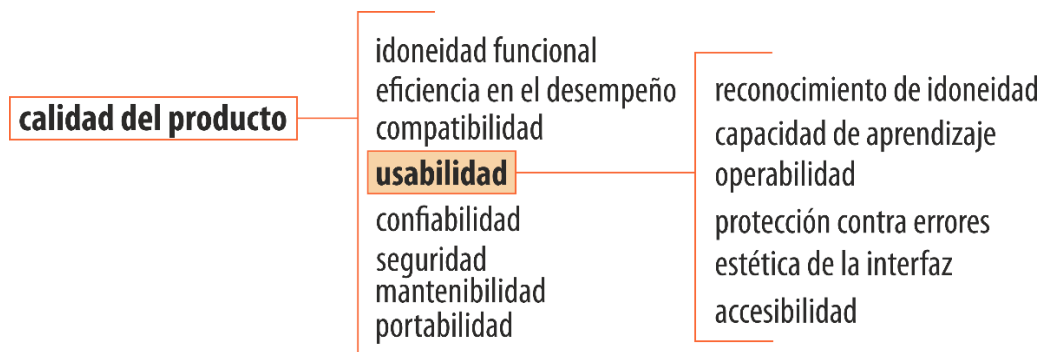 calidad del producto
idoneidad funcional
eficiencia en el desempeño
compatibilidad
usabilidad
confiabilidad
seguridad
mantenibilidad
portabilidad
reconocimiento de idoneidad
capacidad de aprendizaje
operabilidad
protección contra errores
estética de la interfaz
accesibilidad